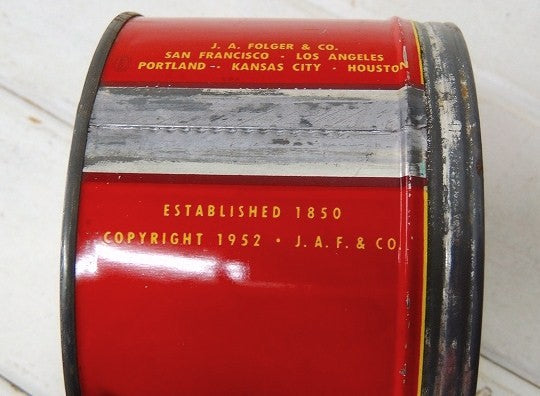 J. A. FOLGER & CO.
SAN FRANCISCO - LOS ANGELES
PORTLAND - KANSAS CITY - HOUSTON
ESTABLISHED 1850
COPYRIGHT 1952 • J. A. F. & CO.